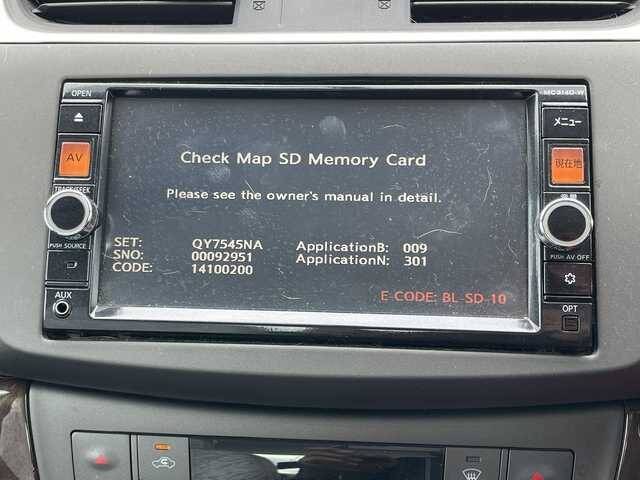 OPEN
MC314D-W
メニュー
AV
現在地
TRACK/SEEK
Check Map SD Memory Card
Please see the owner's manual in detail.
PUSH SOURCE
PUSH AV OFF
SET: QY7545NA ApplicationB: 009
SNO: 00092951 ApplicationN: 301
CODE: 14100200
E-CODE: BL-SD-10
AUX
OPT